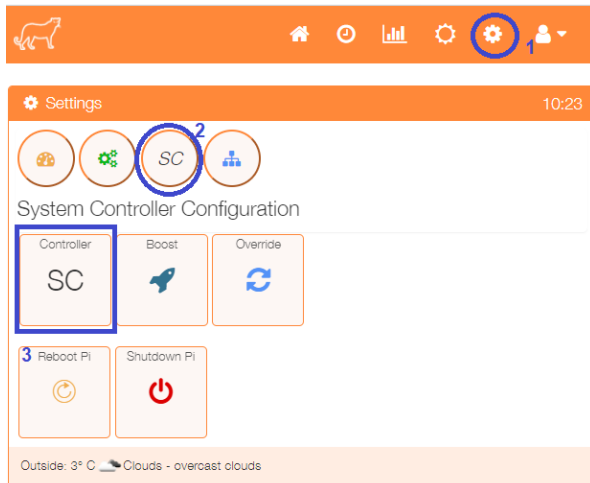 1
Settings 10:23
2
SC
System Controller Configuration
Controller Boost Override
SC
3 Reboot Pi Shutdown Pi
Outside: 3° C Clouds - overcast clouds